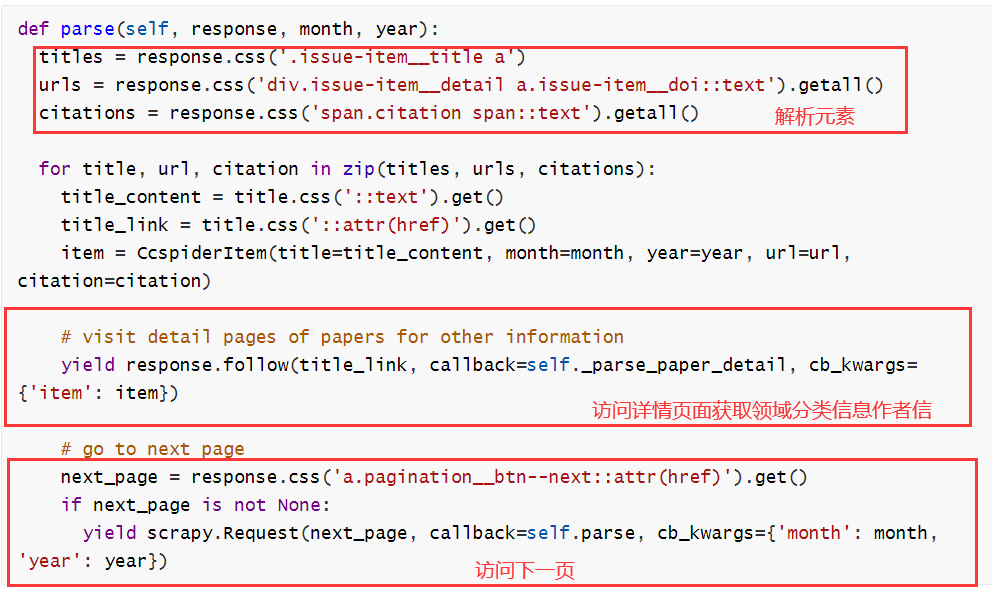 def parse(self, response, month, year):
titles = response.css('.issue-item__title a')
urls = response.css('div.issue-item__detail a.issue-item__doi::text').getall()
citations = response.css('span.citation span::text').getall()
解析元素
for title, url, citation in zip(titles, urls, citations):
title_content = title.css('::text').get()
title_link = title.css('::attr(href)').get()
item = CcspiderItem(title=title_content, month=month, year=year, url=url,
citation=citation)
# visit detail pages of papers for other information
yield response.follow(title_link, callback=self._parse_paper_detail, cb_kwargs=
{'item': item})
访问详情页面获取领域分类信息作者信
# go to next page
next_page = response.css('a.pagination__btn--next::attr(href)').get()
if next_page is not None:
yield scrapy.Request(next_page, callback=self.parse, cb_kwargs={'month': month,
'year': year})
访问下一页